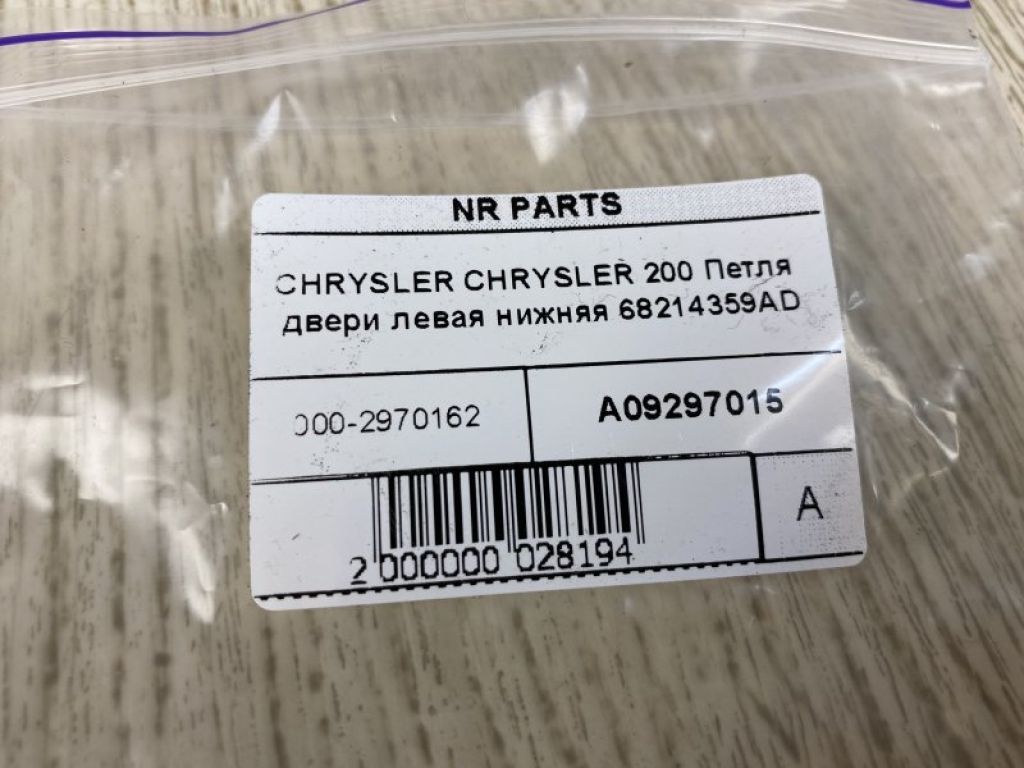 NR PARTS
CHRYSLER CHRYSLER 200 Петля
двери левая нижняя 68214359AD
000-2970162
A09297015
2 000000 028194
A